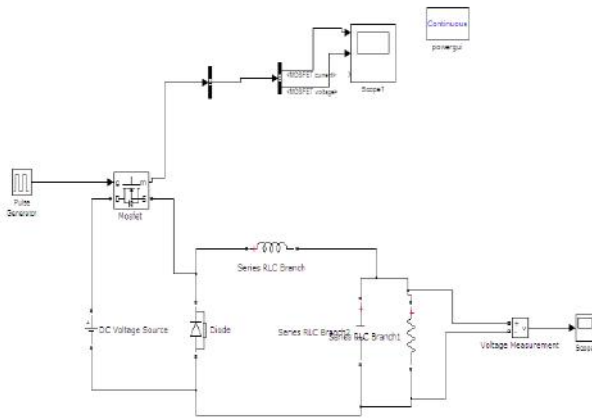 Continuous
powergui
<MOSFET current>
<MOSFET voltage>
Scope1
Pulse
Generator
g
m
D
S
Mosfet
Series RLC Branch
DC Voltage Source
Diode
Series RLC Branch2
Series RLC Branch1
+
-
v
Voltage Measurement
Scope